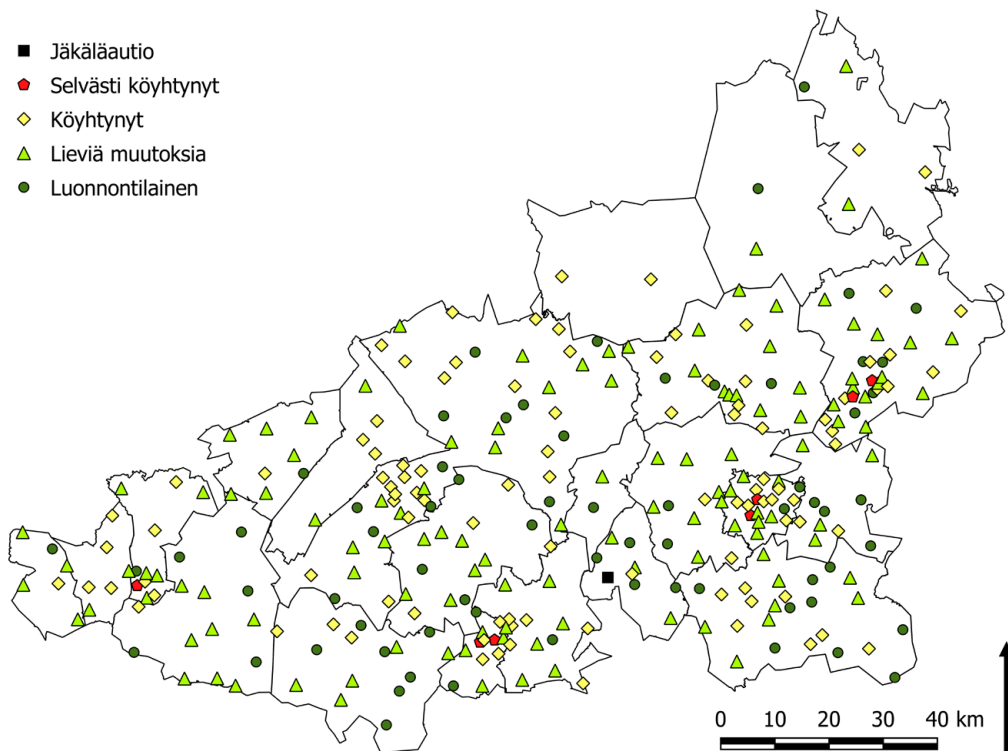 Jäkäläautio
Selvästi köyhtynyt
Köyhtynyt
Lieviä muutoksia
Luonnontilainen
0 10 20 30 40 km